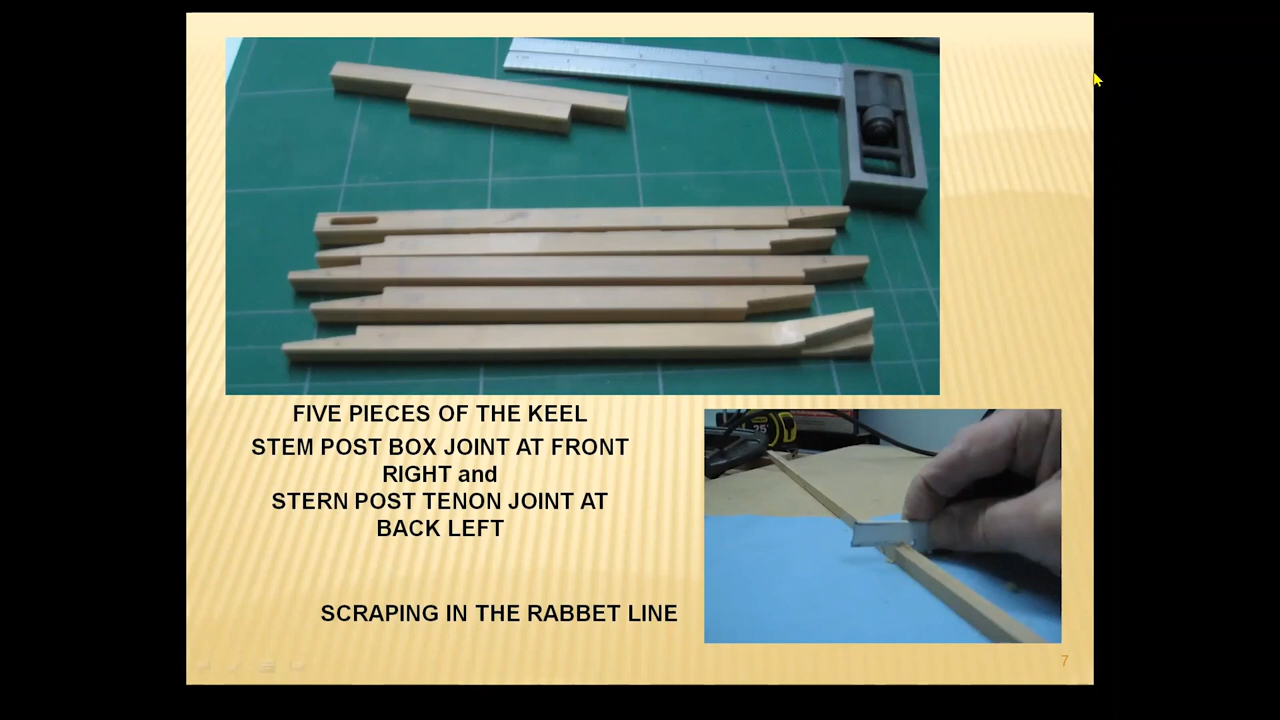 FIVE PIECES OF THE KEEL
STEM POST BOX JOINT AT FRONT
RIGHT and
STERN POST TENON JOINT AT
BACK LEFT
25'
SCRAPING IN THE RABBET LINE
7